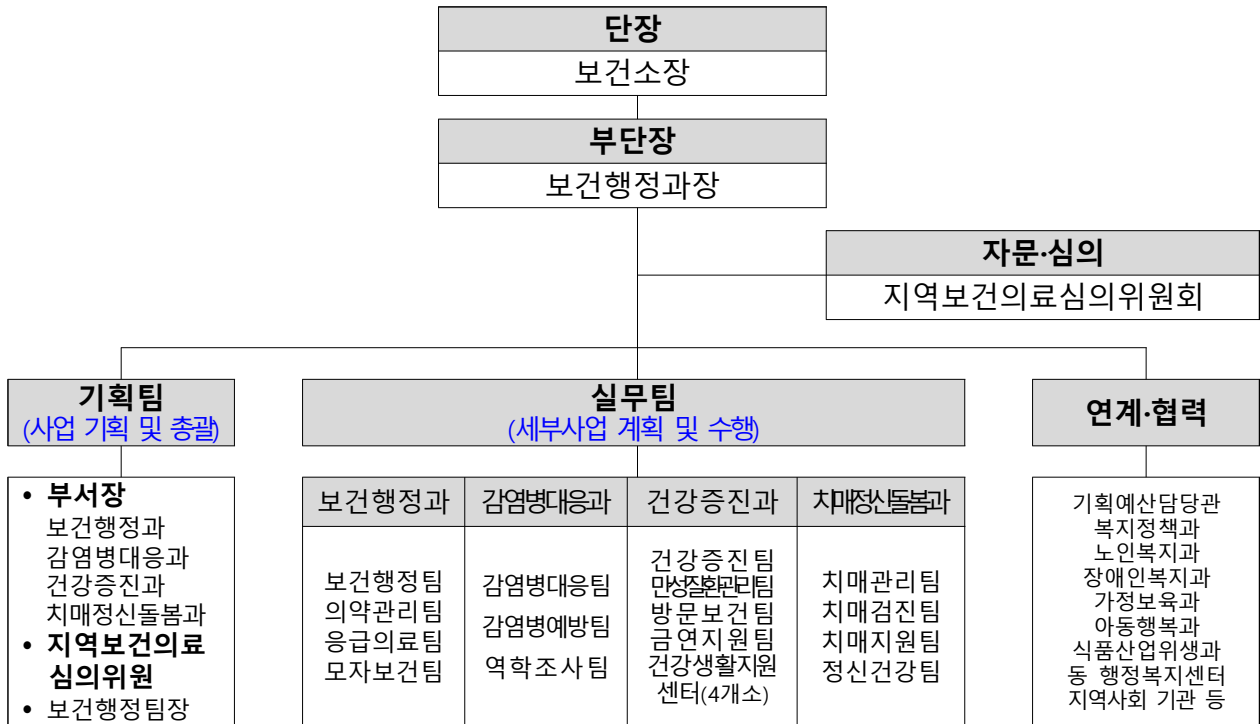 단장
보건소장
부단장
보건행정과장
자문·심의
지역보건의료심의위원회
기획팀
(사업 기획 및 총괄)
실무팀
(세부사업 계획 및 수행)
연계·협력
• 부서장
보건행정과
감염병대응과
건강증진과
치매정신돌봄과
• 지역보건의료
심의위원
• 보건행정팀장
보건행정과
보건행정팀
의약관리팀
응급의료팀
모자보건팀
감염병대응과
감염병대응팀
감염병예방팀
역학조사팀
건강증진과
건강증진팀
만성질환관리팀
방문보건팀
금연지원팀
건강생활지원
센터(4개소)
치매정신돌봄과
치매관리팀
치매검진팀
치매지원팀
정신건강팀
기획예산담당관
복지정책과
노인복지과
장애인복지과
가정보육과
아동행복과
식품산업위생과
동 행정복지센터
지역사회 기관 등